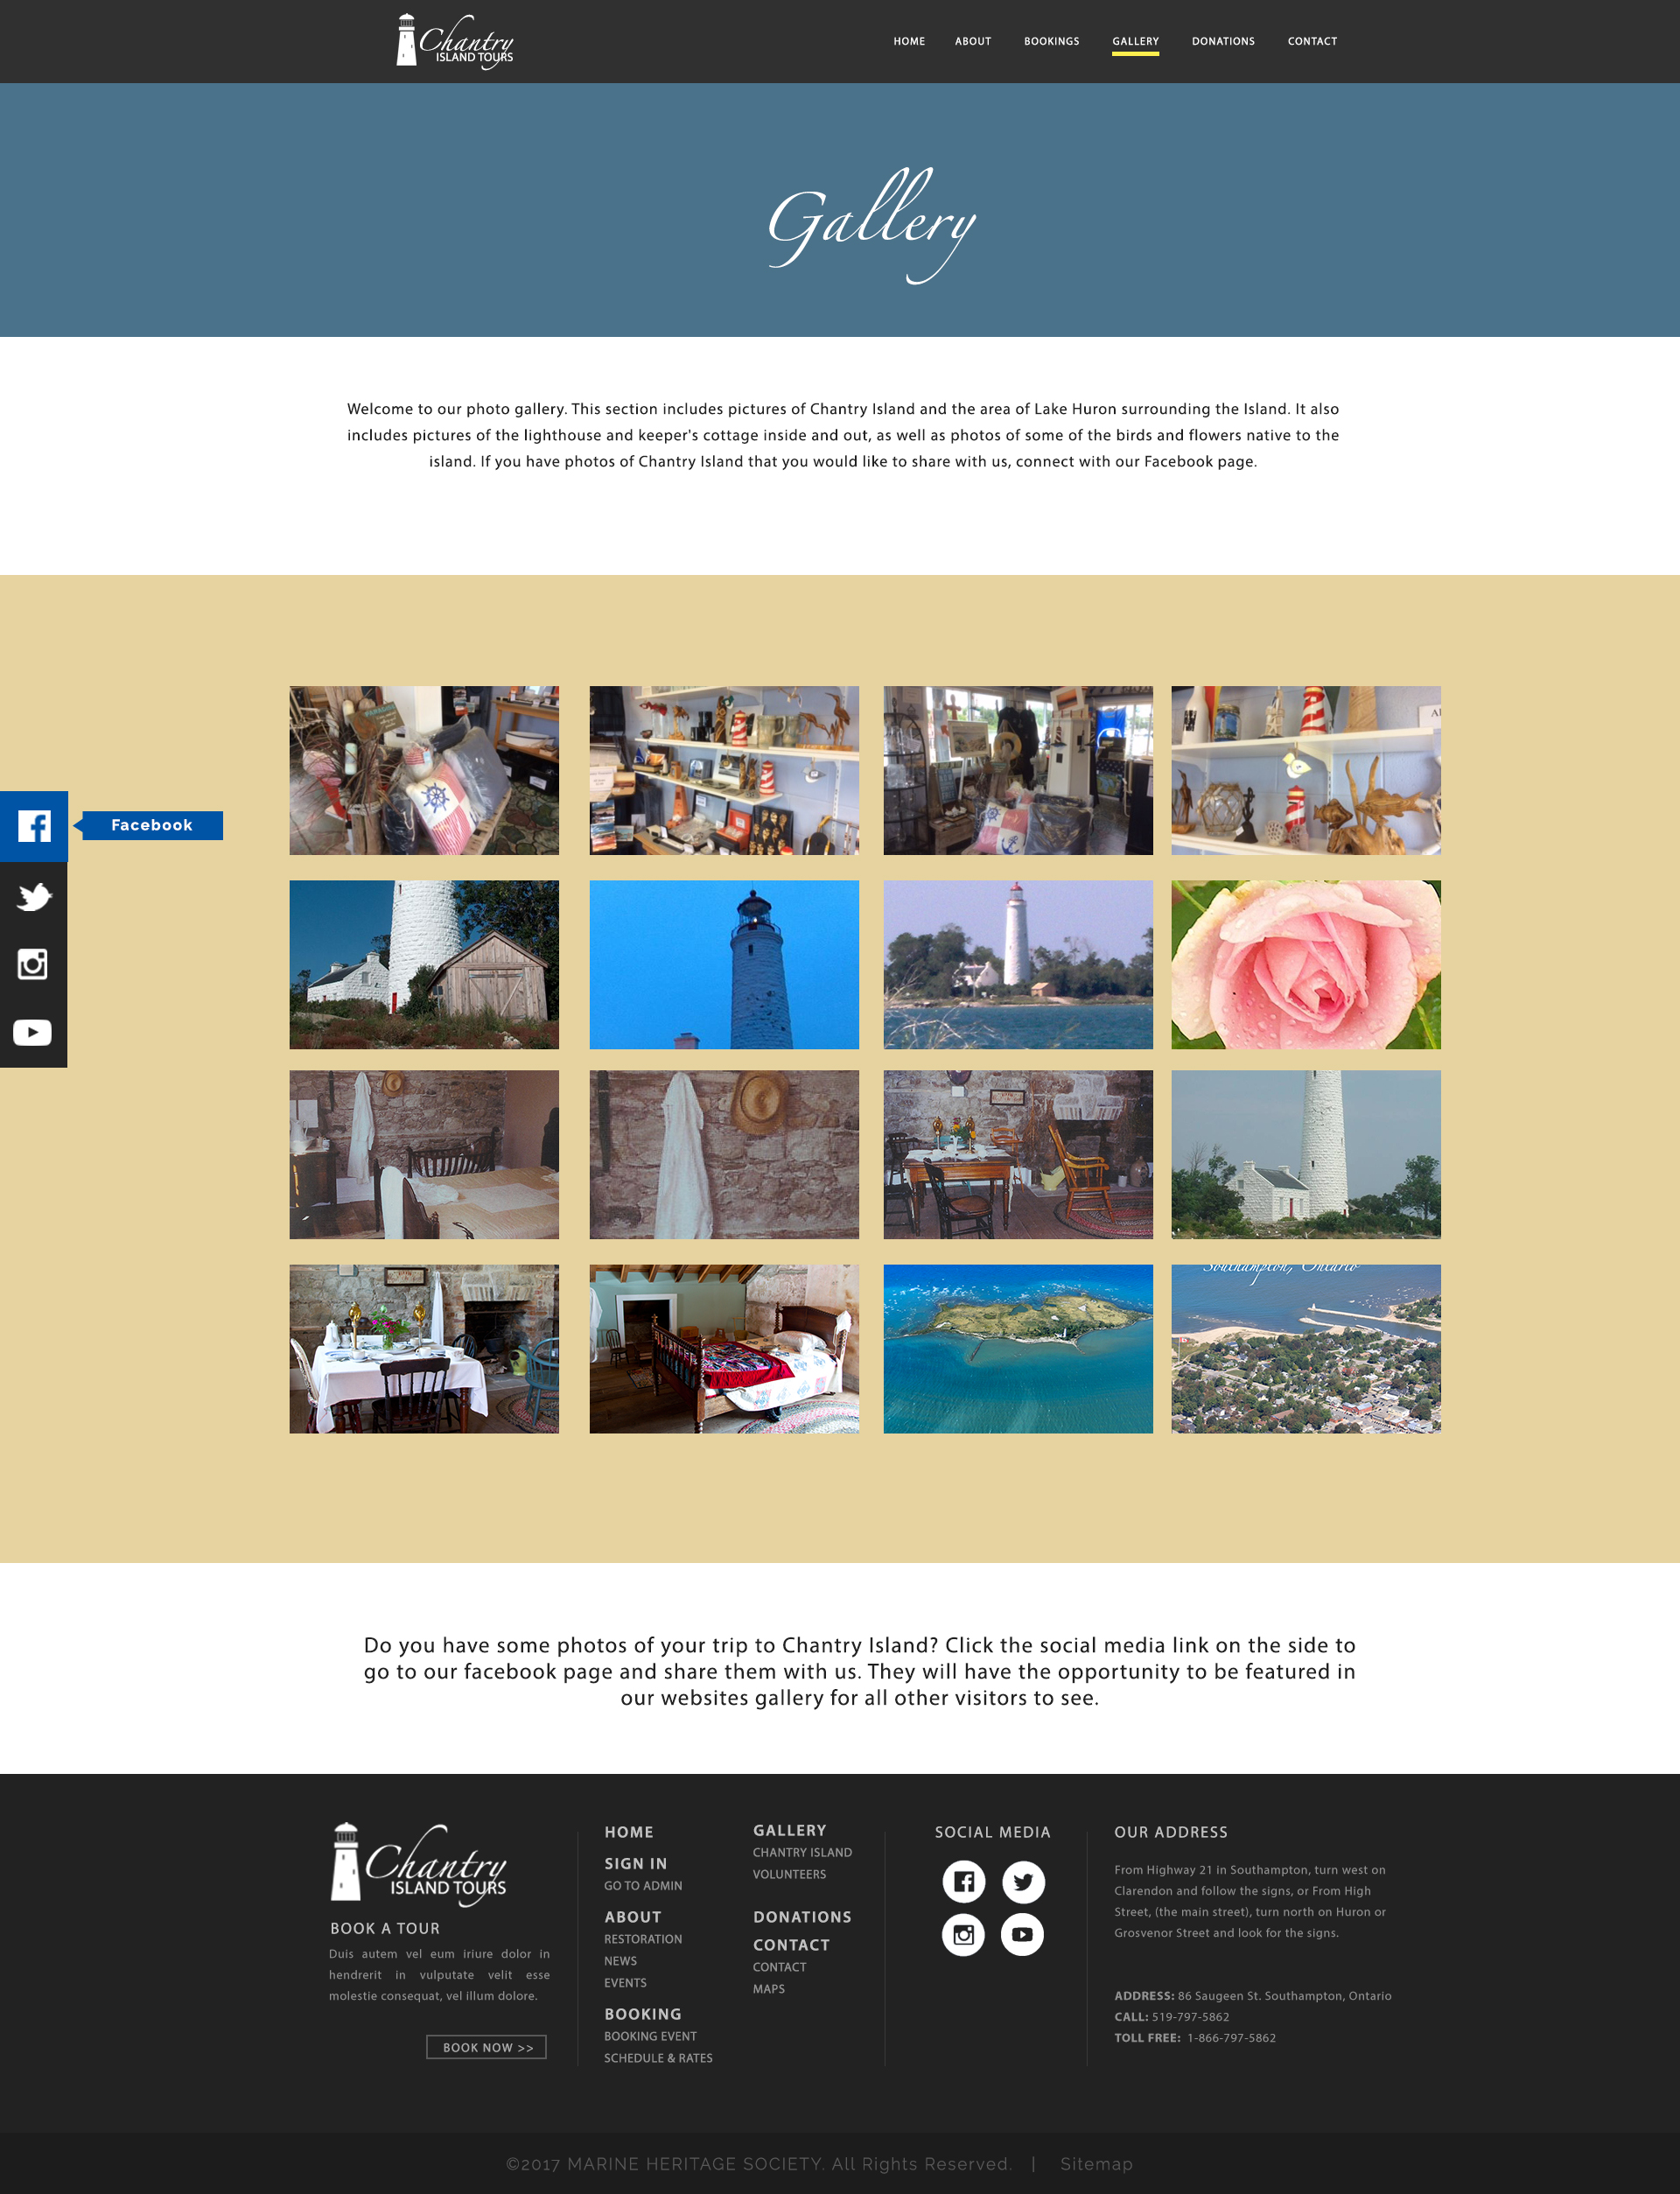 Chantry
ISLAND TOURS
HOME ABOUT BOOKINGS GALLERY DONATIONS CONTACT
Gallery
Welcome to our photo gallery. This section includes pictures of Chantry Island and the area of Lake Huron surrounding the Island. It also
includes pictures of the lighthouse and keeper's cottage inside and out, as well as photos of some of the birds and flowers native to the
island. If you have photos of Chantry Island that you would like to share with us, connect with our Facebook page.
Facebook
Southampton, Ontario
Do you have some photos of your trip to Chantry Island? Click the social media link on the side to
go to our facebook page and share them with us. They will have the opportunity to be featured in
our websites gallery for all other visitors to see.
Chantry
ISLAND TOURS
BOOK A TOUR
Duis autem vel eum iriure dolor in
hendrerit in vulputate velit esse
molestie consequat, vel illum dolore.
BOOK NOW >>
HOME
SIGN IN
GO TO ADMIN
ABOUT
RESTORATION
NEWS
EVENTS
BOOKING
BOOKING EVENT
SCHEDULE & RATES
GALLERY
CHANTRY ISLAND
VOLUNTEERS
DONATIONS
CONTACT
CONTACT
MAPS
SOCIAL MEDIA
OUR ADDRESS
From Highway 21 in Southampton, turn west on
Clarendon and follow the signs, or From High
Street, (the main street), turn north on Huron or
Grosvenor Street and look for the signs.
ADDRESS: 86 Saugeen St. Southampton, Ontario
CALL: 519-797-5862
TOLL FREE: 1-866-797-5862
©2017 MARINE HERITAGE SOCIETY. All Rights Reserved. | Sitemap